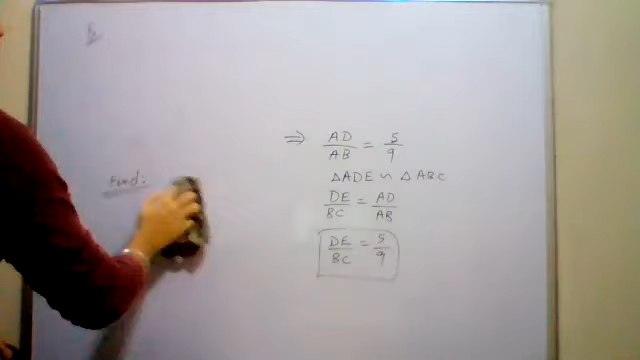 Find:
⇒ AD/AB = 5/9
△ADE ∽ △ABC
DE/BC = AD/AB
DE/BC = 5/9